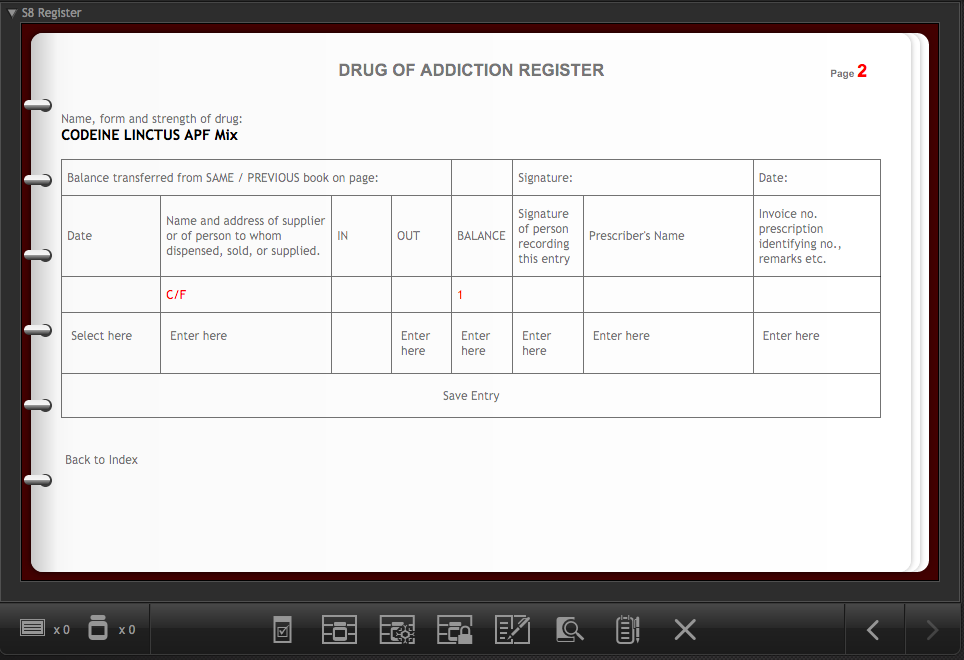 S8 Register
DRUG OF ADDICTION REGISTER
Page 2
Name, form and strength of drug:
CODEINE LINCTUS APF Mix
Balance transferred from SAME / PREVIOUS book on page:
Signature:
Date:
Date
Name and address of supplier
or of person to whom
dispensed, sold, or supplied.
IN
OUT
BALANCE
Signature
of person
recording
this entry
Prescriber's Name
Invoice no.
prescription
identifying no.,
remarks etc.
C/F
1
Select here
Enter here
Enter
here
Enter
here
Enter
here
Enter here
Enter here
Save Entry
Back to Index
x 0
x 0